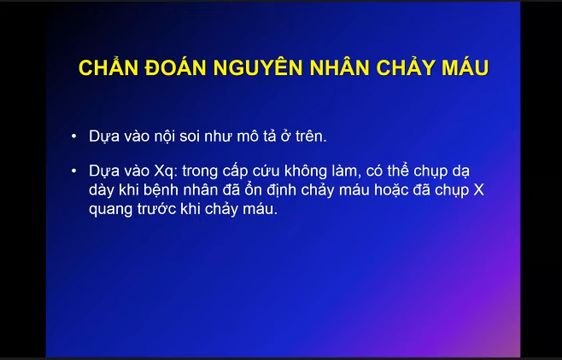 CHẨN ĐOÁN NGUYÊN NHÂN CHẢY MÁU
• Dựa vào nội soi như mô tả ở trên.
• Dựa vào Xq: trong cấp cứu không làm, có thể chụp dạ
dày khi bệnh nhân đã ổn định chảy máu hoặc đã chụp X
quang trước khi chảy máu.